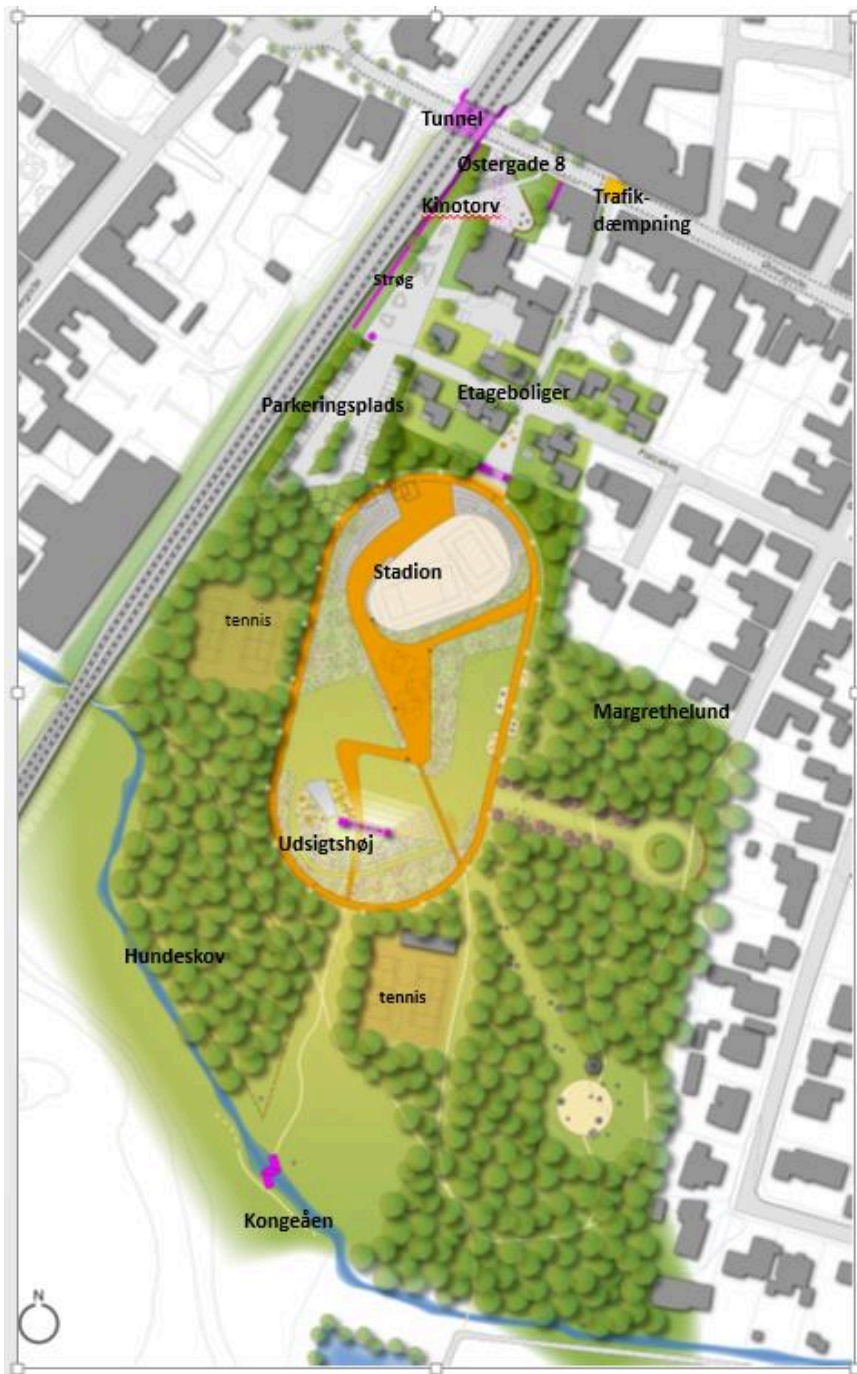 Tunnel
Østergade 8
Kinotorv
Trafik-
dæmpning
Strøg
Etageboliger
Parkeringsplads
Stadion
tennis
Margrethelund
Udsigtshøj
Hundeskov
tennis
Kongeåen
N